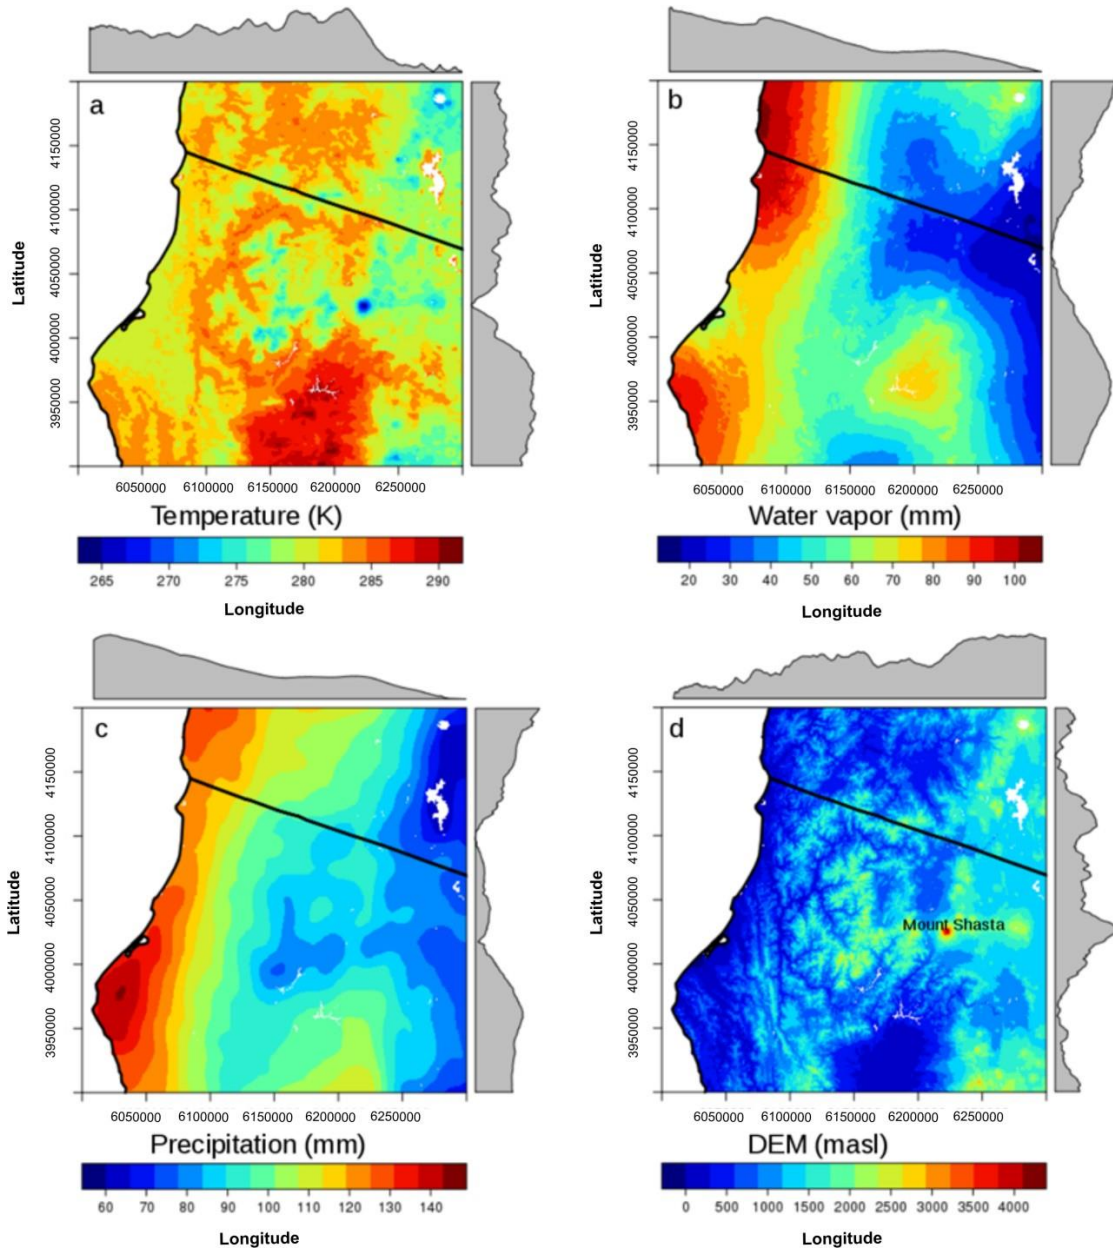 a
Latitude
4150000
4100000
4050000
4000000
3950000
6050000 6100000 6150000 6200000 6250000
Temperature (K)
265 270 275 280 285 290
Longitude
b
Latitude
4150000
4100000
4050000
4000000
3950000
6050000 6100000 6150000 6200000 6250000
Water vapor (mm)
20 30 40 50 60 70 80 90 100
Longitude
c
Latitude
4150000
4100000
4050000
4000000
3950000
6050000 6100000 6150000 6200000 6250000
Precipitation (mm)
60 70 80 90 100 110 120 130 140
Longitude
d
Latitude
4150000
4100000
4050000
4000000
3950000
Mount Shasta
6050000 6100000 6150000 6200000 6250000
DEM (masl)
0 500 1000 1500 2000 2500 3000 3500 4000
Longitude